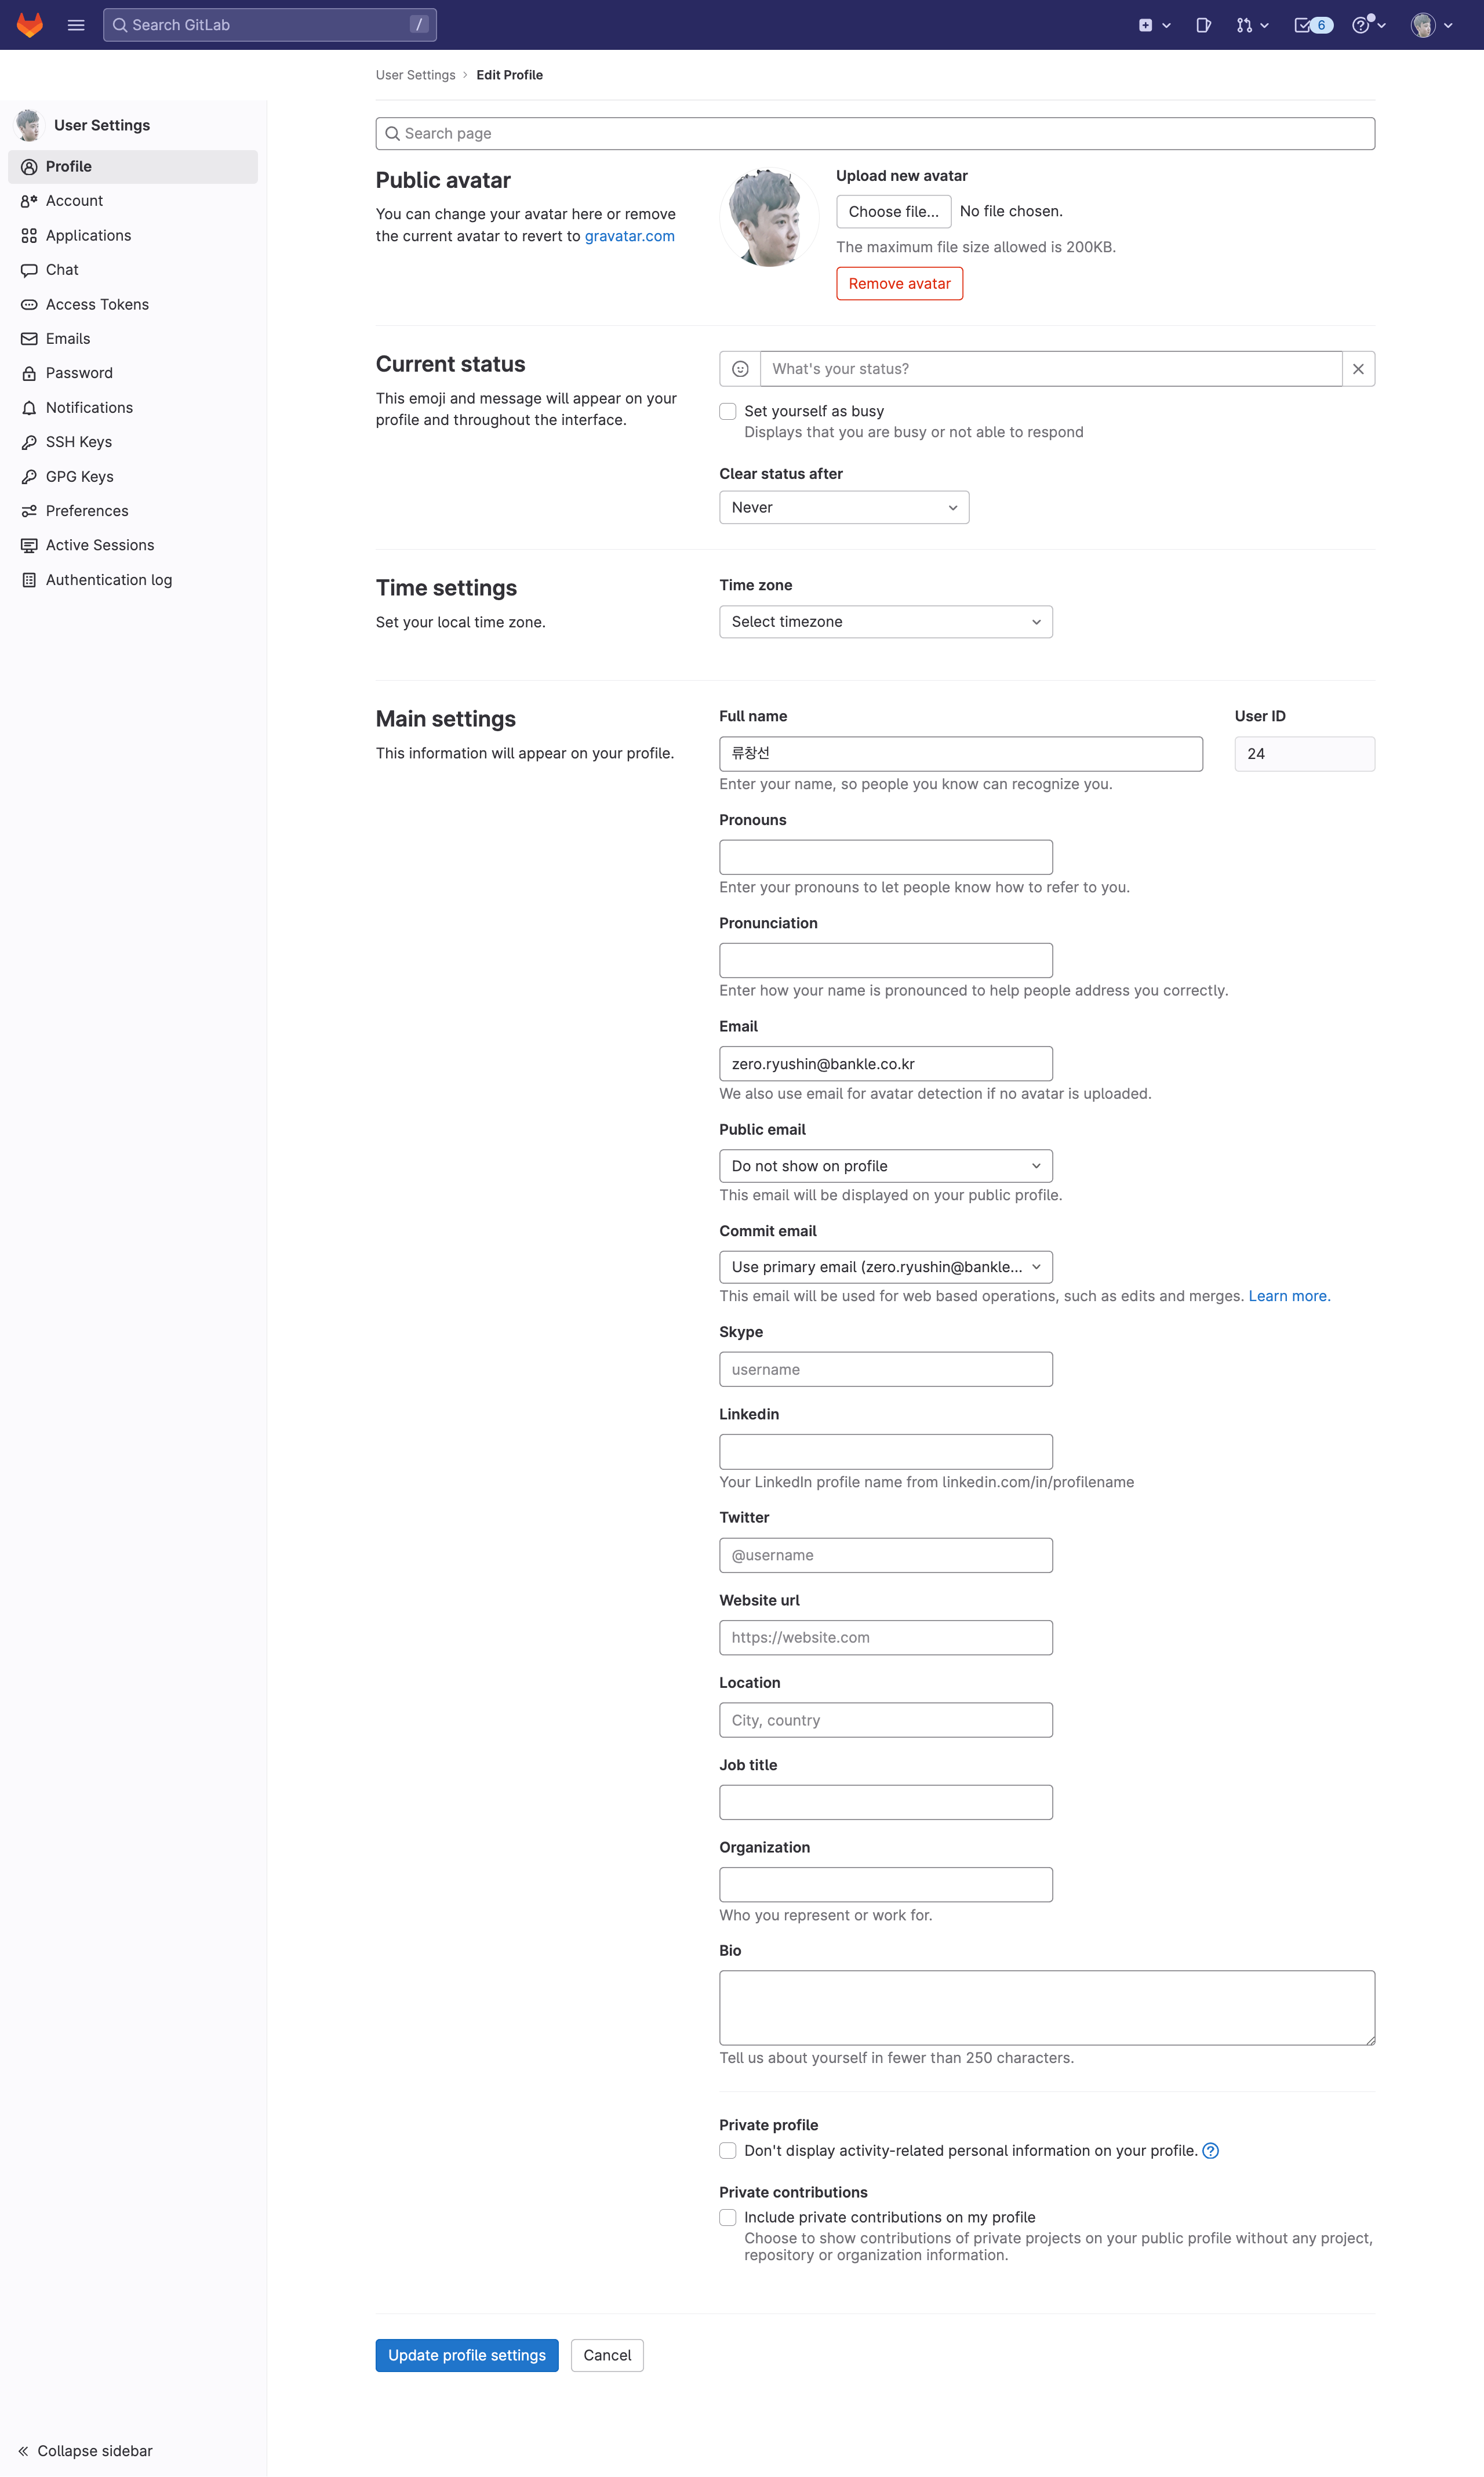 Search GitLab /
6
User Settings › Edit Profile
User Settings
Profile
Account
Applications
Chat
Access Tokens
Emails
Password
Notifications
SSH Keys
GPG Keys
Preferences
Active Sessions
Authentication log
Collapse sidebar
Search page
Public avatar
You can change your avatar here or remove
the current avatar to revert to gravatar.com
Upload new avatar
Choose file... No file chosen.
The maximum file size allowed is 200KB.
Remove avatar
Current status
This emoji and message will appear on your
profile and throughout the interface.
What's your status?
Set yourself as busy
Displays that you are busy or not able to respond
Clear status after
Never
Time settings
Set your local time zone.
Time zone
Select timezone
Main settings
This information will appear on your profile.
Full name
류창선
Enter your name, so people you know can recognize you.
User ID
24
Pronouns
Enter your pronouns to let people know how to refer to you.
Pronunciation
Enter how your name is pronounced to help people address you correctly.
Email
zero.ryushin@bankle.co.kr
We also use email for avatar detection if no avatar is uploaded.
Public email
Do not show on profile
This email will be displayed on your public profile.
Commit email
Use primary email (zero.ryushin@bankle...
This email will be used for web based operations, such as edits and merges. Learn more.
Skype
username
Linkedin
Your LinkedIn profile name from linkedin.com/in/profilename
Twitter
@username
Website url
https://website.com
Location
City, country
Job title
Organization
Who you represent or work for.
Bio
Tell us about yourself in fewer than 250 characters.
Private profile
Don't display activity-related personal information on your profile.
Private contributions
Include private contributions on my profile
Choose to show contributions of private projects on your public profile without any project,
repository or organization information.
Update profile settings Cancel